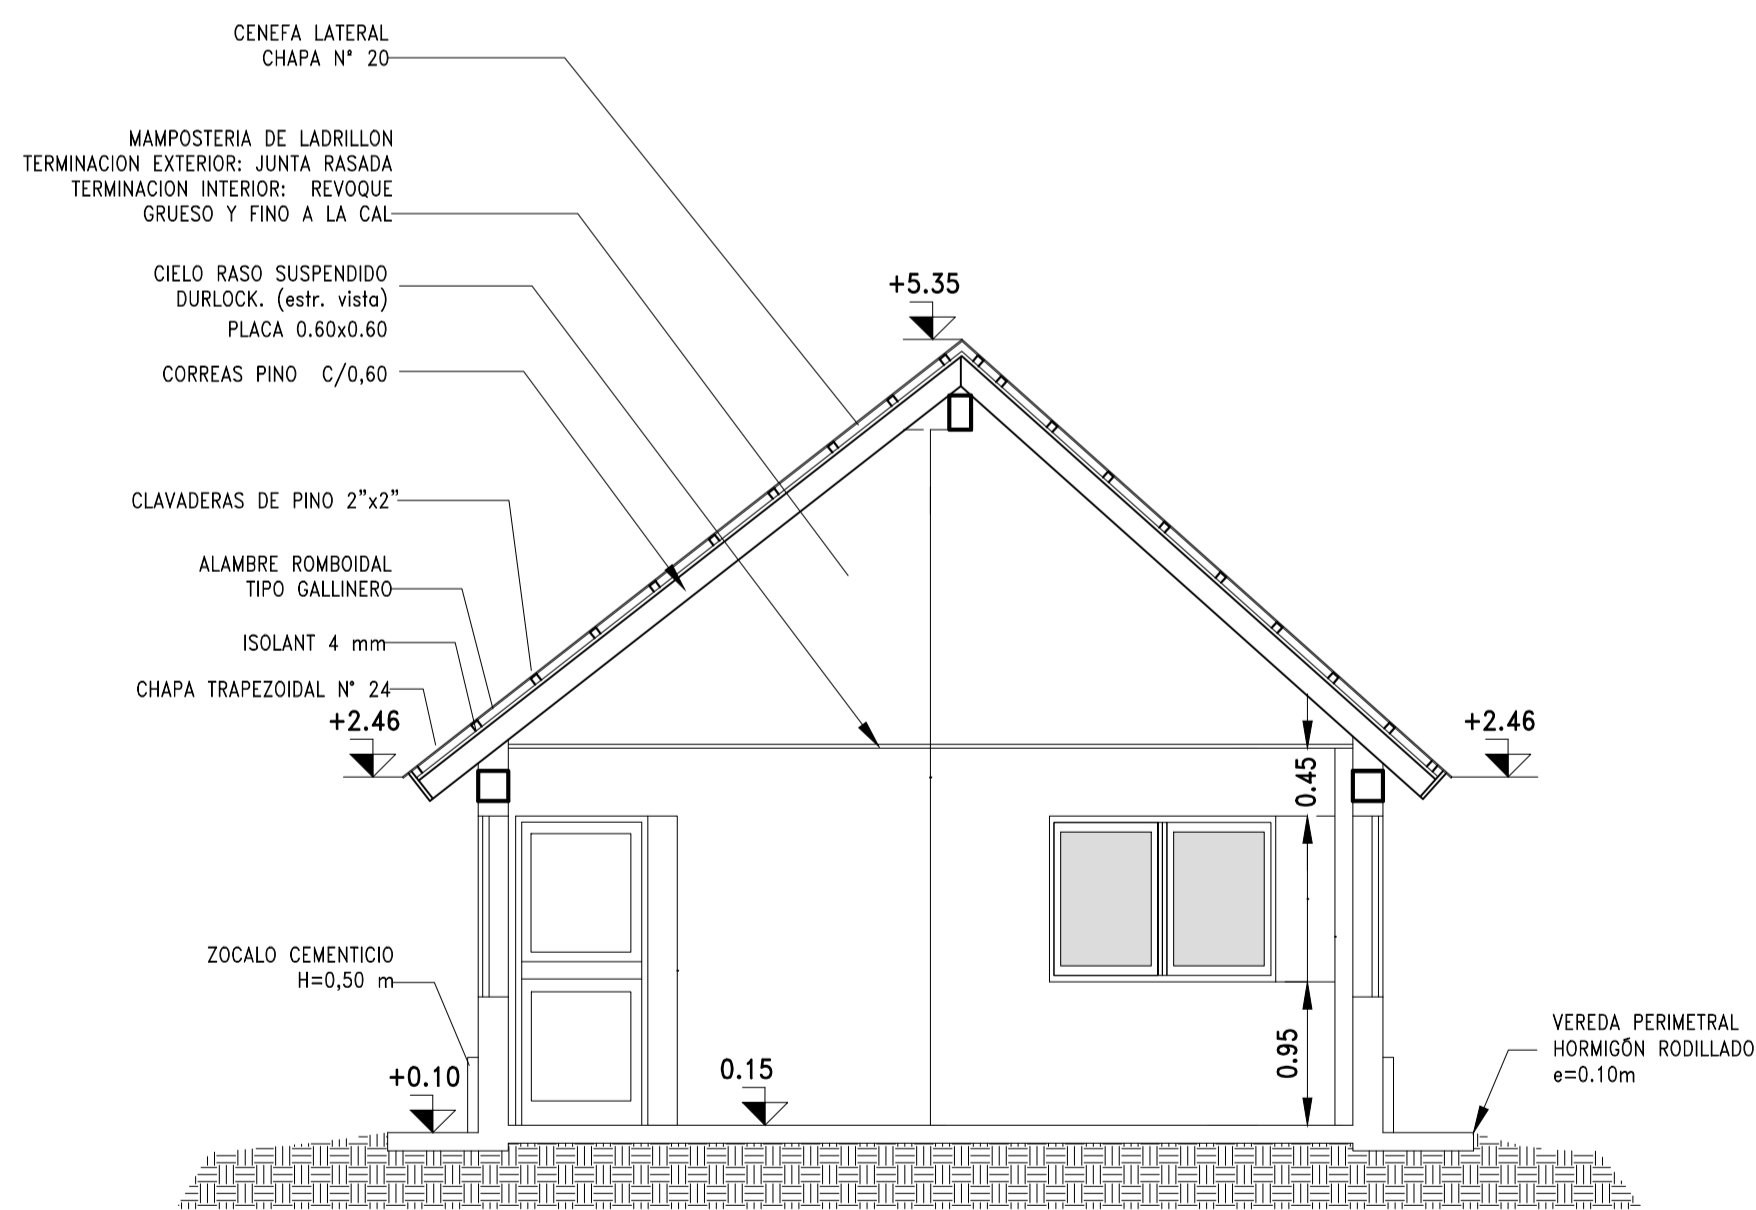 CENEFA LATERAL
CHAPA N° 20
MAMPOSTERIA DE LADRILLON
TERMINACION EXTERIOR: JUNTA RASADA
TERMINACION INTERIOR: REVOQUE
GRUESO Y FINO A LA CAL
CIELO RASO SUSPENDIDO
DURLOCK. (estr. vista)
PLACA 0.60x0.60
+5.35
CORREAS PINO C/0,60
CLAVADERAS DE PINO 2"x2"
ALAMBRE ROMBOIDAL
TIPO GALLINERO
ISOLANT 4 mm
CHAPA TRAPEZOIDAL N° 24
+2.46
+2.46
0.45
ZOCALO CEMENTICIO
H=0,50 m
0.95
VEREDA PERIMETRAL
HORMIGÓN RODILLADO
e=0.10m
+0.10
0.15